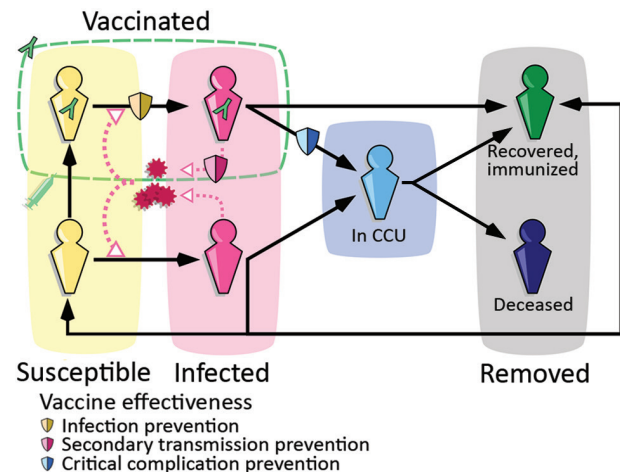 Vaccinated
Recovered,
immunized
In CCU
Deceased
Susceptible
Infected
Removed
Vaccine effectiveness
Infection prevention
Secondary transmission prevention
Critical complication prevention